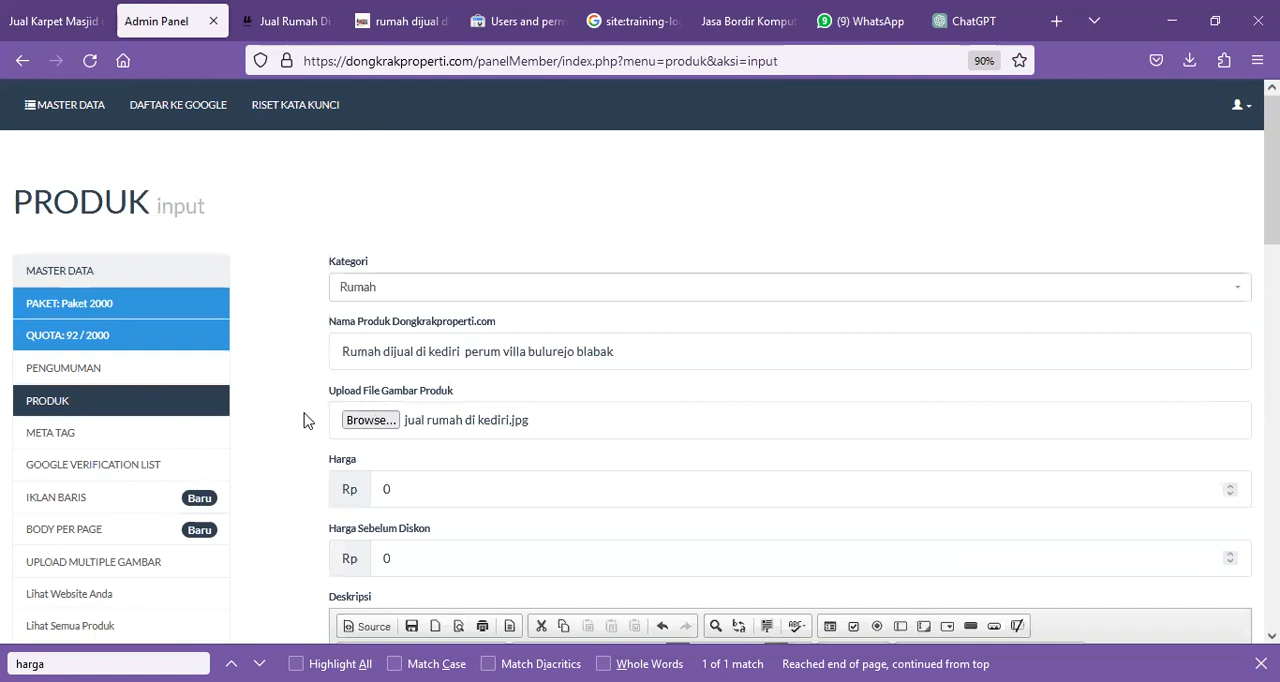 Jual Karpet Masjid
Admin Panel
Jual Rumah Di
rumah dijual d
Users and perm
site:training-lo
Jasa Bordir Komput
(9) WhatsApp
ChatGPT
https://dongkrakproperti.com/panelMember/index.php?menu=produk&aksi=input
90%
MASTER DATA
DAFTAR KE GOOGLE
RISET KATA KUNCI
PRODUK input
MASTER DATA
PAKET: Paket 2000
QUOTA: 92 / 2000
PENGUMUMAN
PRODUK
META TAG
GOOGLE VERIFICATION LIST
IKLAN BARIS Baru
BODY PER PAGE Baru
UPLOAD MULTIPLE GAMBAR
Lihat Website Anda
Lihat Semua Produk
Kategori
Rumah
Nama Produk Dongkrakproperti.com
Rumah dijual di kediri perum villa bulurejo blabak
Upload File Gambar Produk
Browse... jual rumah di kediri.jpg
Harga
Rp 0
Harga Sebelum Diskon
Rp 0
Deskripsi
Source
harga
Highlight All
Match Case
Match Diacritics
Whole Words
1 of 1 match
Reached end of page, continued from top